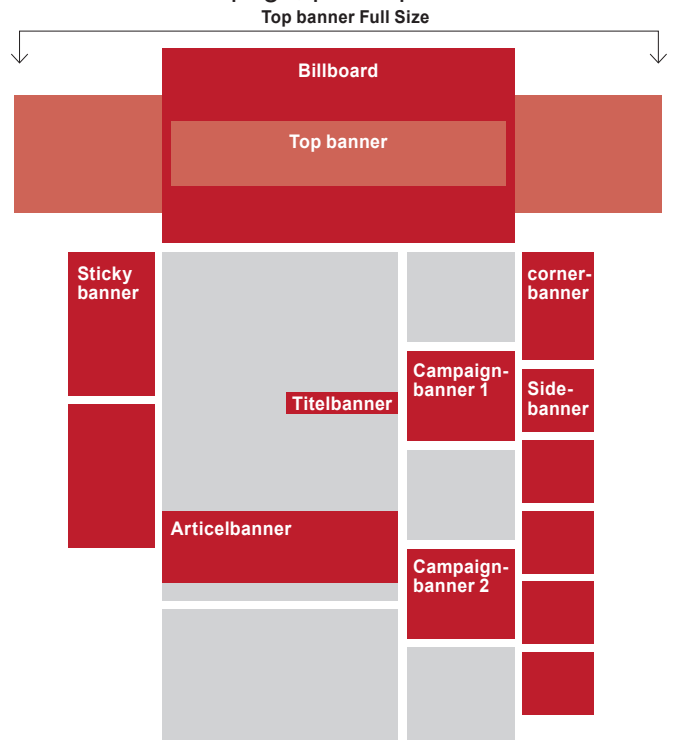 Top banner Full Size
Billboard
Top banner
Sticky
banner
corner-
banner
Campaign-
banner 1
Side-
banner
Titelbanner
Articelbanner
Campaign-
banner 2